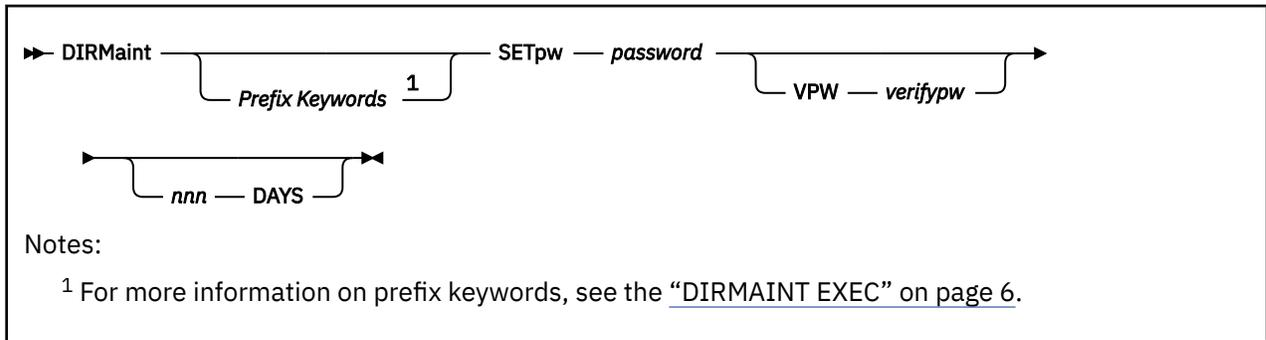 DIRMaint SETpw password
Prefix Keywords 1
VPW verifypw
nnn DAYS
Notes:
1 For more information on prefix keywords, see the “DIRMAINT EXEC” on page 6.